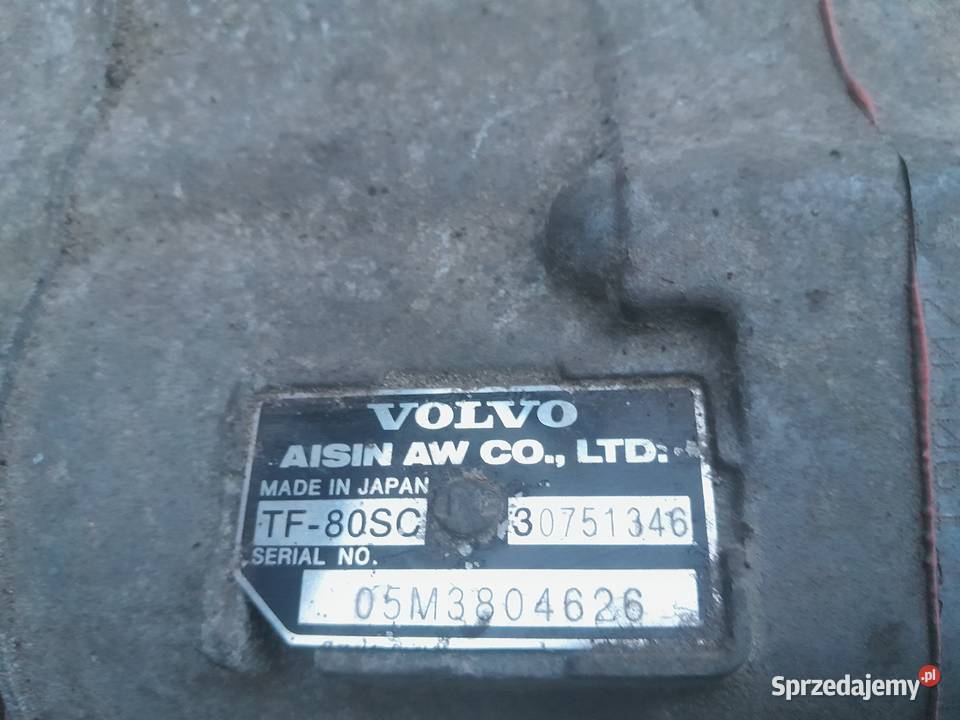 VOLVO
AISIN AW CO., LTD.
MADE IN JAPAN
TF-80SC 30751346
SERIAL NO.
05M3804626
Sprzedajemy.pl